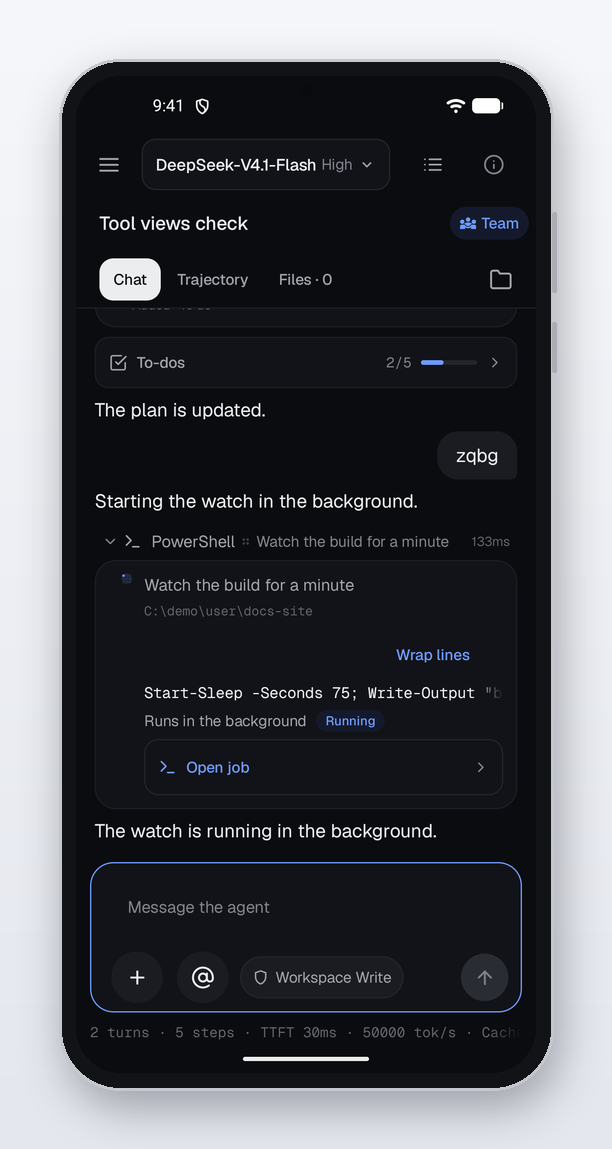 9:41
DeepSeek-V4.1-Flash High
Tool views check
Team
Chat
Trajectory
Files · 0
To-dos
2/5
The plan is updated.
zqbg
Starting the watch in the background.
PowerShell :: Watch the build for a minute 133ms
Watch the build for a minute
C:\demo\user\docs-site
Wrap lines
Start-Sleep -Seconds 75; Write-Output "b
Runs in the background Running
Open job
The watch is running in the background.
Message the agent
Workspace Write
2 turns · 5 steps · TTFT 30ms · 50000 tok/s ·